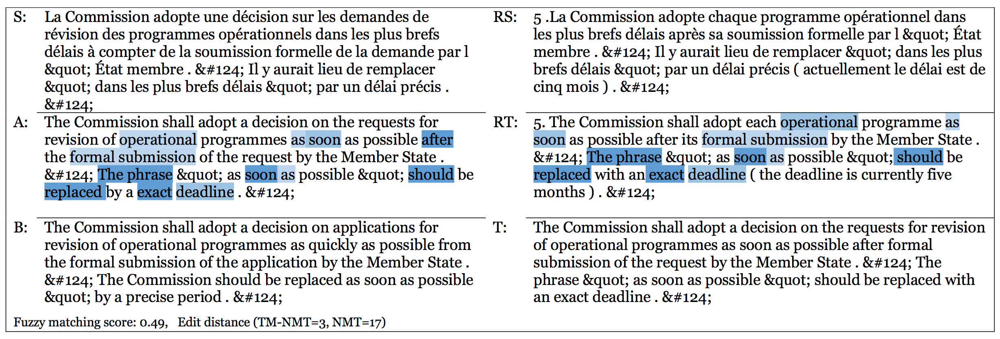 S: La Commission adopte une décision sur les demandes de
révision des programmes opérationnels dans les plus brefs
délais à compter de la soumission formelle de la demande par l
&quot; État membre . &#124; Il y aurait lieu de remplacer
&quot; dans les plus brefs délais &quot; par un délai précis .
&#124;
RS: 5 .La Commission adopte chaque programme opérationnel dans
les plus brefs délais après sa soumission formelle par l &quot; État
membre . &#124; Il y aurait lieu de remplacer &quot; dans les plus
brefs délais &quot; par un délai précis ( actuellement le délai est de
cinq mois ) . &#124;
A: The Commission shall adopt a decision on the requests for
revision of operational programmes as soon as possible after
the formal submission of the request by the Member State .
&#124; The phrase &quot; as soon as possible &quot; should be
replaced by a exact deadline . &#124;
RT: 5. The Commission shall adopt each operational programme as
soon as possible after its formal submission by the Member State .
&#124; The phrase &quot; as soon as possible &quot; should be
replaced with an exact deadline ( the deadline is currently five
months ) . &#124;
B: The Commission shall adopt a decision on applications for
revision of operational programmes as quickly as possible from
the formal submission of the application by the Member State .
&#124; The Commission should be replaced as soon as possible
&quot; by a precise period . &#124;
T: The Commission shall adopt a decision on the requests for revision
of operational programmes as soon as possible after formal
submission of the request by the Member State . &#124; The
phrase &quot; as soon as possible &quot; should be replaced with
an exact deadline . &#124;
Fuzzy matching score: 0.49, Edit distance (TM-NMT=3, NMT=17)